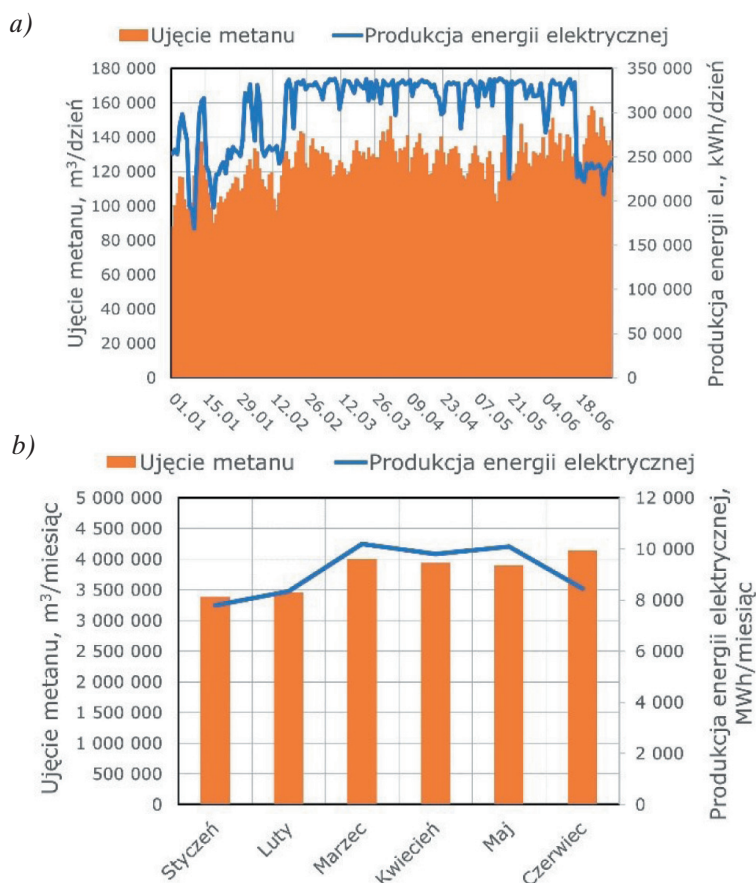 a)
Ujęcie metanu Produkcja energii elektrycznej
Ujęcie metanu, m³/dzień
180 000
160 000
140 000
120 000
100 000
80 000
60 000
40 000
20 000
0
350 000
300 000
250 000
200 000
150 000
100 000
50 000
0
Produkcja energii el., kWh/dzień
01.01
15.01
29.01
12.02
26.02
12.03
26.03
09.04
23.04
07.05
21.05
04.06
18.06
b)
Ujęcie metanu Produkcja energii elektrycznej
Ujęcie metanu, m³/miesiąc
5 000 000
4 500 000
4 000 000
3 500 000
3 000 000
2 500 000
2 000 000
1 500 000
1 000 000
500 000
0
12 000
10 000
8 000
6 000
4 000
2 000
0
Produkcja energii elektrycznej,
MWh/miesiąc
Styczeń
Luty
Marzec
Kwiecień
Maj
Czerwiec